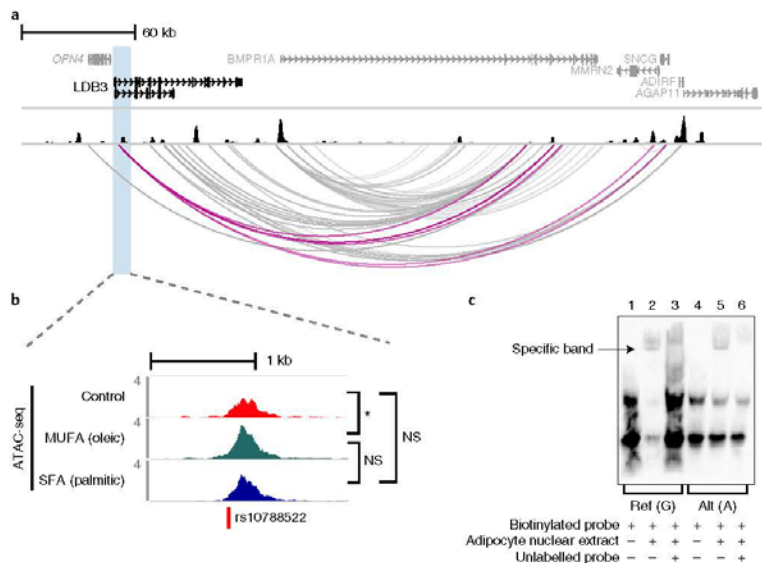 a
60 kb
OPN4
BMPR1A
SNCG
MMRN2
LDB3
ADIRF
AGAP11
b
1 kb
4
Control
ATAC-seq
*
NS
4
MUFA (oleic)
NS
4
SFA (palmitic)
rs10788522
c
1 2 3 4 5 6
Specific band
Ref (G) Alt (A)
Biotinylated probe + + + + + +
Adipocyte nuclear extract – + + – + +
Unlabelled probe – – + – – +